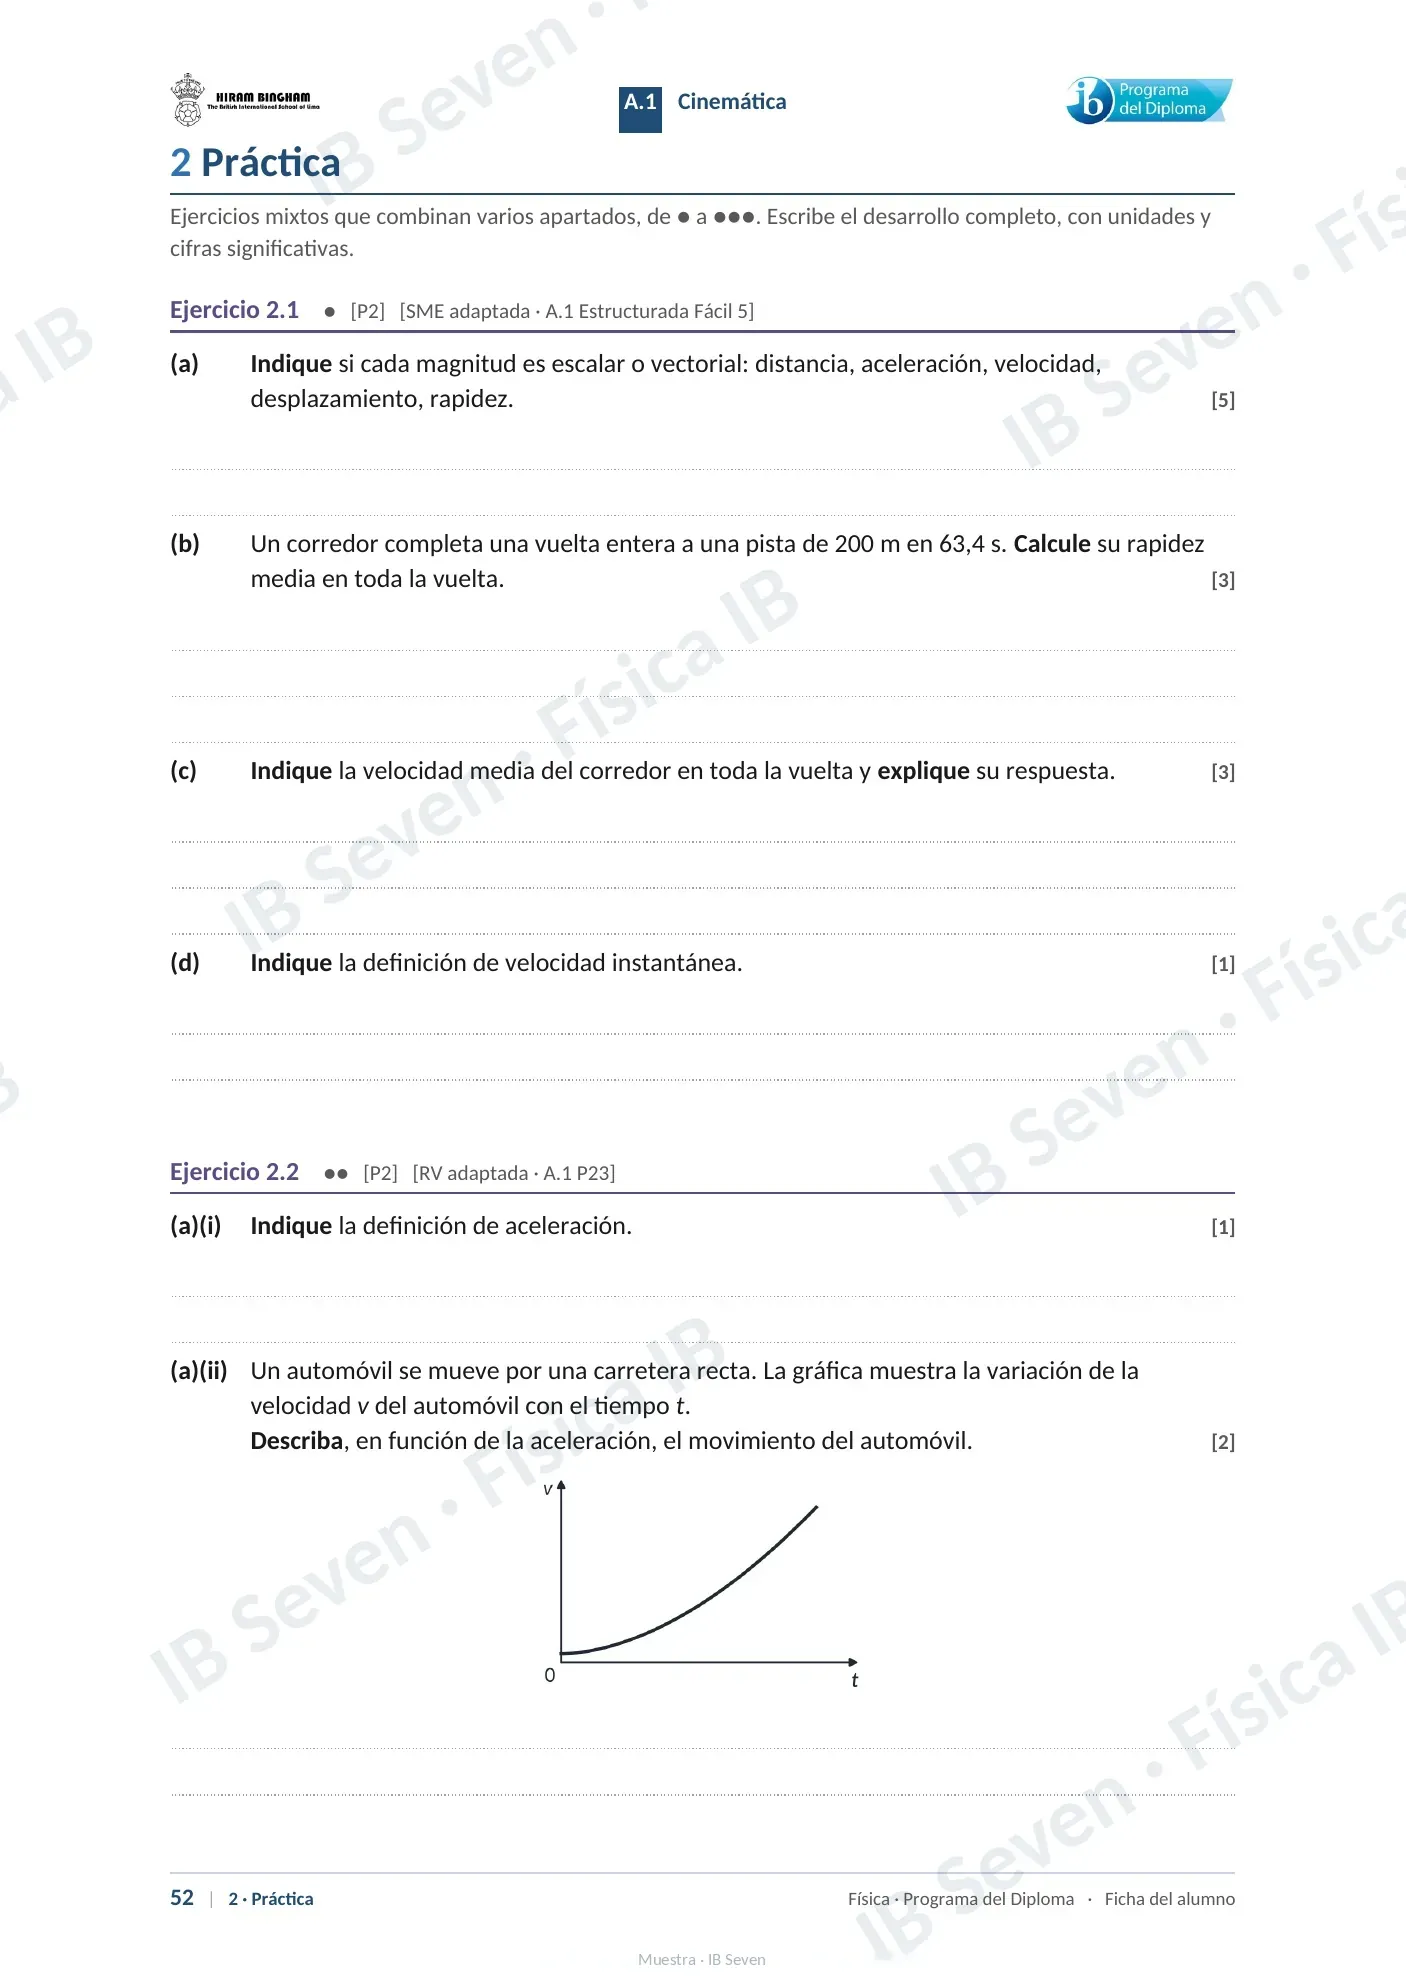 HIRAM BINGHAM
The British International School of Lima
A.1 Cinemática
Programa
del Diploma
2 Práctica
Ejercicios mixtos que combinan varios apartados, de ● a ●●●. Escribe el desarrollo completo, con unidades y
cifras significativas.
Ejercicio 2.1 ● [P2] [SME adaptada · A.1 Estructurada Fácil 5]
(a) Indique si cada magnitud es escalar o vectorial: distancia, aceleración, velocidad,
desplazamiento, rapidez. [5]
(b) Un corredor completa una vuelta entera a una pista de 200 m en 63,4 s. Calcule su rapidez
media en toda la vuelta. [3]
(c) Indique la velocidad media del corredor en toda la vuelta y explique su respuesta. [3]
(d) Indique la definición de velocidad instantánea. [1]
Ejercicio 2.2 ●● [P2] [RV adaptada · A.1 P23]
(a)(i) Indique la definición de aceleración. [1]
(a)(ii) Un automóvil se mueve por una carretera recta. La gráfica muestra la variación de la
velocidad v del automóvil con el tiempo t.
Describa, en función de la aceleración, el movimiento del automóvil. [2]
v
0
t
52 | 2 · Práctica Física · Programa del Diploma · Ficha del alumno
Muestra · IB Seven
IB Seven · Física IB